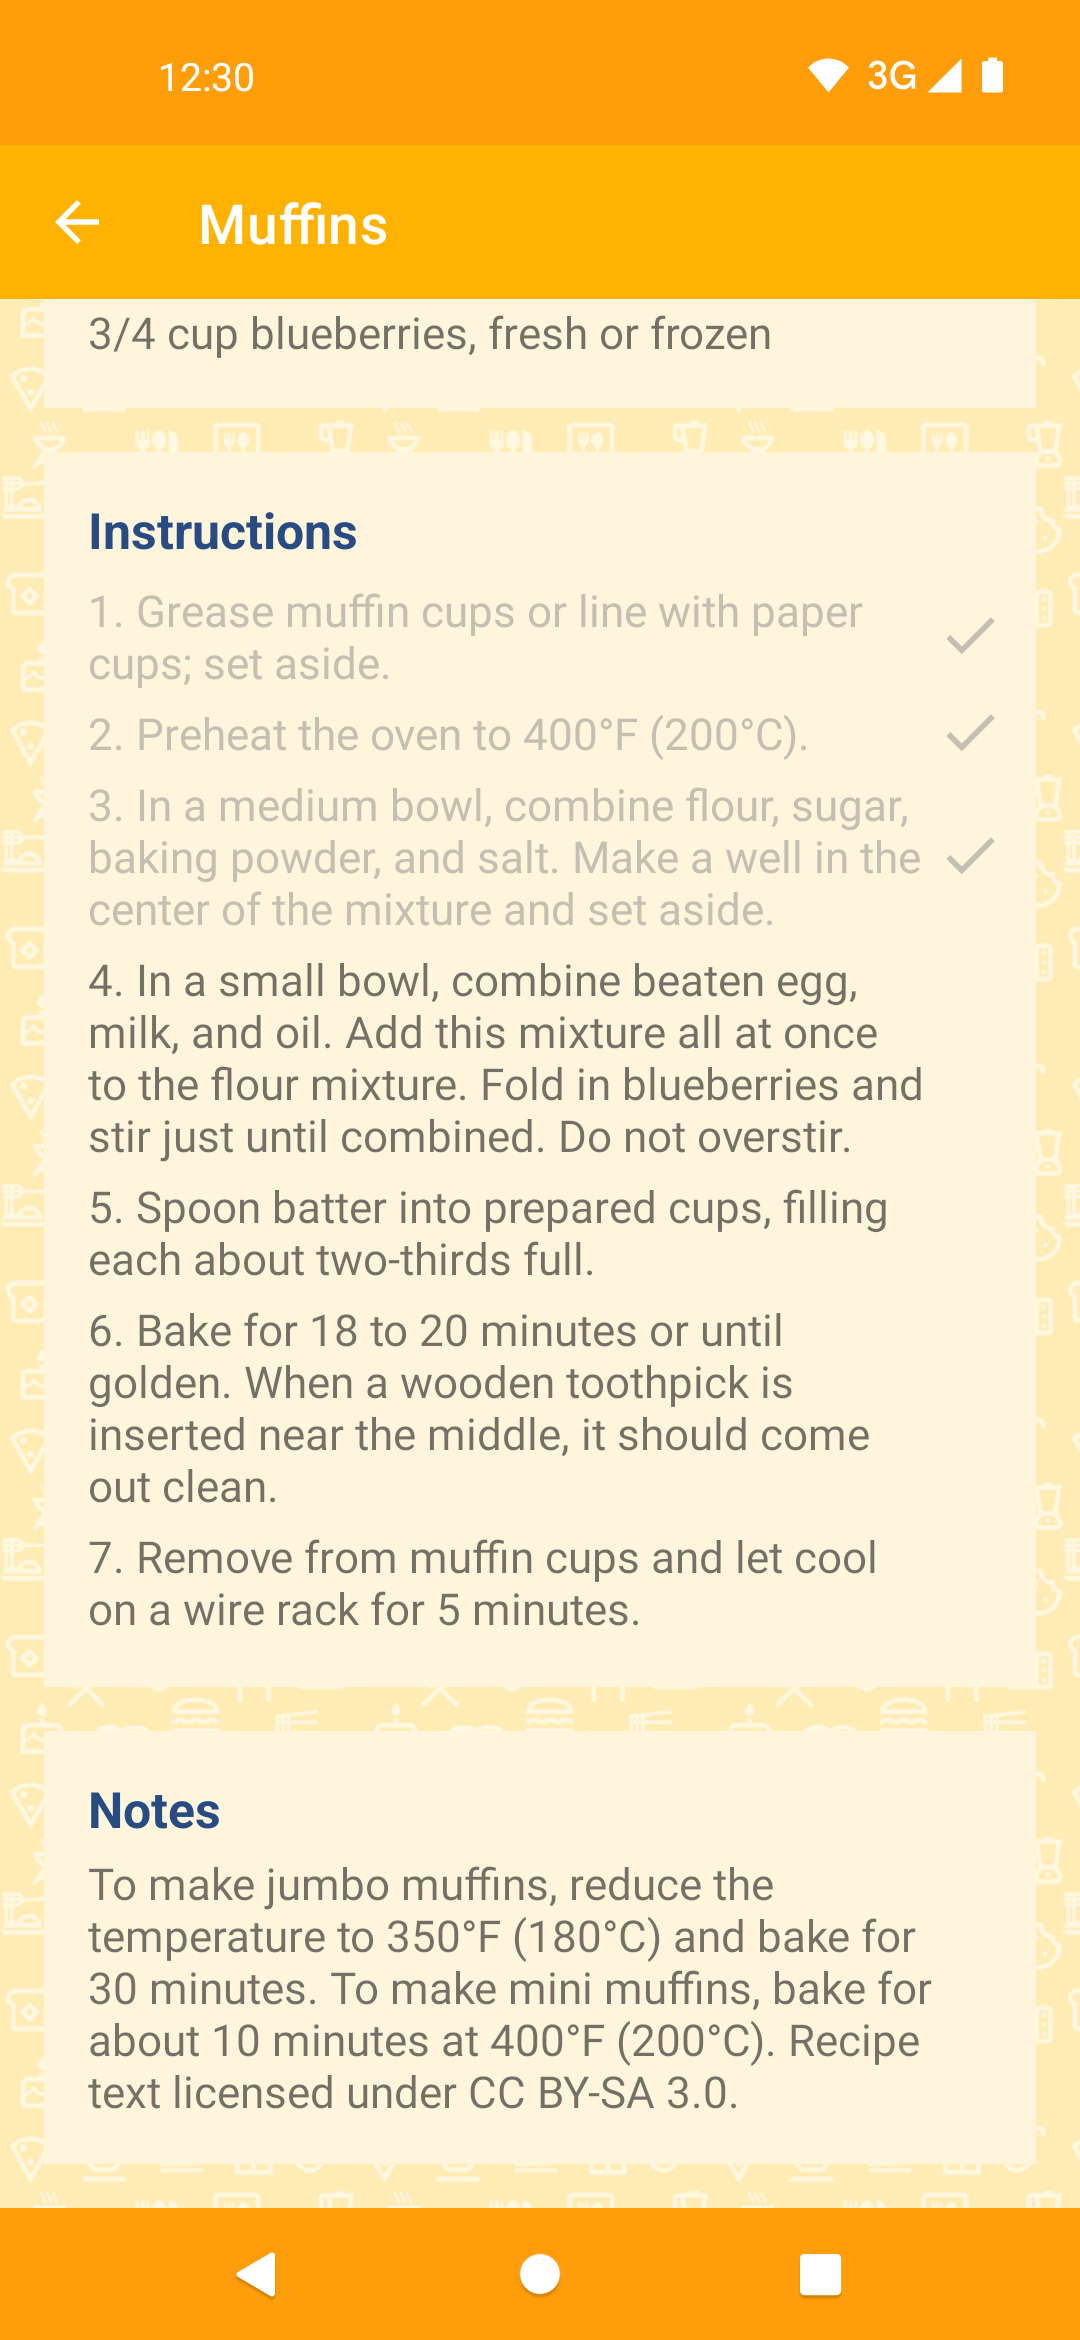 12:30
3G
Muffins
3/4 cup blueberries, fresh or frozen
Instructions
1. Grease muffin cups or line with paper
cups; set aside.
2. Preheat the oven to 400°F (200°C).
3. In a medium bowl, combine flour, sugar,
baking powder, and salt. Make a well in the
center of the mixture and set aside.
4. In a small bowl, combine beaten egg,
milk, and oil. Add this mixture all at once
to the flour mixture. Fold in blueberries and
stir just until combined. Do not overstir.
5. Spoon batter into prepared cups, filling
each about two-thirds full.
6. Bake for 18 to 20 minutes or until
golden. When a wooden toothpick is
inserted near the middle, it should come
out clean.
7. Remove from muffin cups and let cool
on a wire rack for 5 minutes.
Notes
To make jumbo muffins, reduce the
temperature to 350°F (180°C) and bake for
30 minutes. To make mini muffins, bake for
about 10 minutes at 400°F (200°C). Recipe
text licensed under CC BY-SA 3.0.